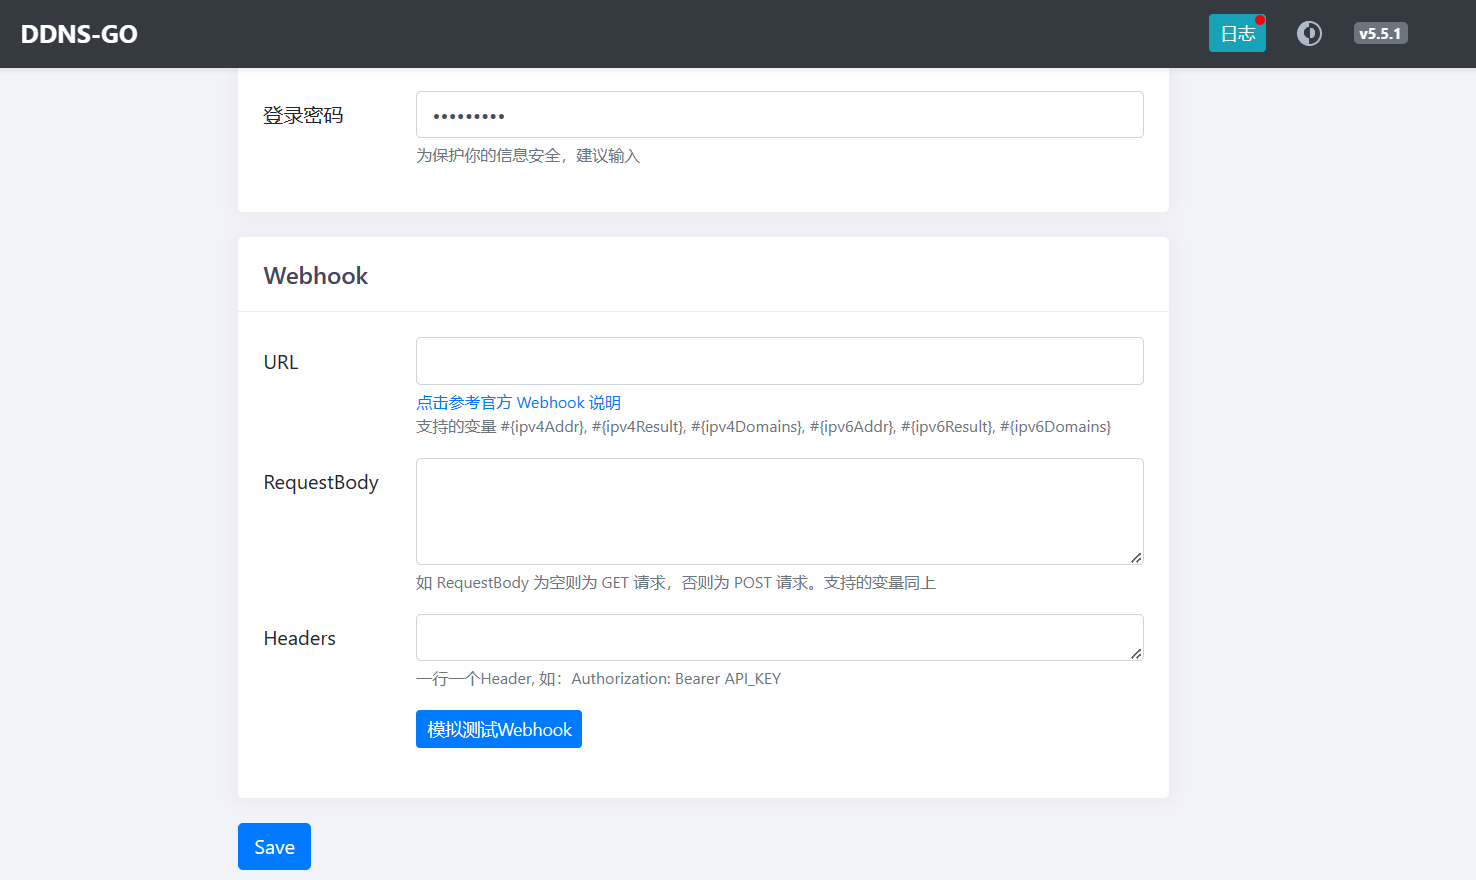 DDNS-GO
日志
v5.5.1
登录密码
•••••••••
为保护你的信息安全，建议输入
Webhook
URL
点击参考官方 Webhook 说明
支持的变量 #{ipv4Addr}, #{ipv4Result}, #{ipv4Domains}, #{ipv6Addr}, #{ipv6Result}, #{ipv6Domains}
RequestBody
如 RequestBody 为空则为 GET 请求，否则为 POST 请求。支持的变量同上
Headers
一行一个Header, 如：Authorization: Bearer API_KEY
模拟测试Webhook
Save